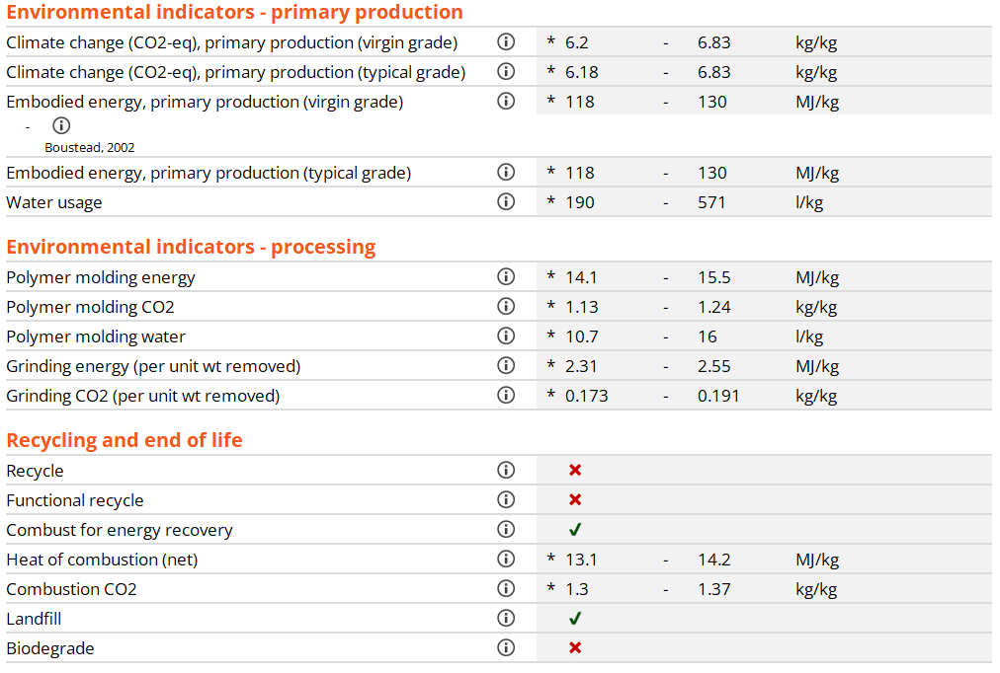 Environmental indicators - primary production
Climate change (CO2-eq), primary production (virgin grade) * 6.2 - 6.83 kg/kg
Climate change (CO2-eq), primary production (typical grade) * 6.18 - 6.83 kg/kg
Embodied energy, primary production (virgin grade) * 118 - 130 MJ/kg
-
Boustead, 2002
Embodied energy, primary production (typical grade) * 118 - 130 MJ/kg
Water usage * 190 - 571 l/kg
Environmental indicators - processing
Polymer molding energy * 14.1 - 15.5 MJ/kg
Polymer molding CO2 * 1.13 - 1.24 kg/kg
Polymer molding water * 10.7 - 16 l/kg
Grinding energy (per unit wt removed) * 2.31 - 2.55 MJ/kg
Grinding CO2 (per unit wt removed) * 0.173 - 0.191 kg/kg
Recycling and end of life
Recycle
Functional recycle
Combust for energy recovery
Heat of combustion (net) * 13.1 - 14.2 MJ/kg
Combustion CO2 * 1.3 - 1.37 kg/kg
Landfill
Biodegrade